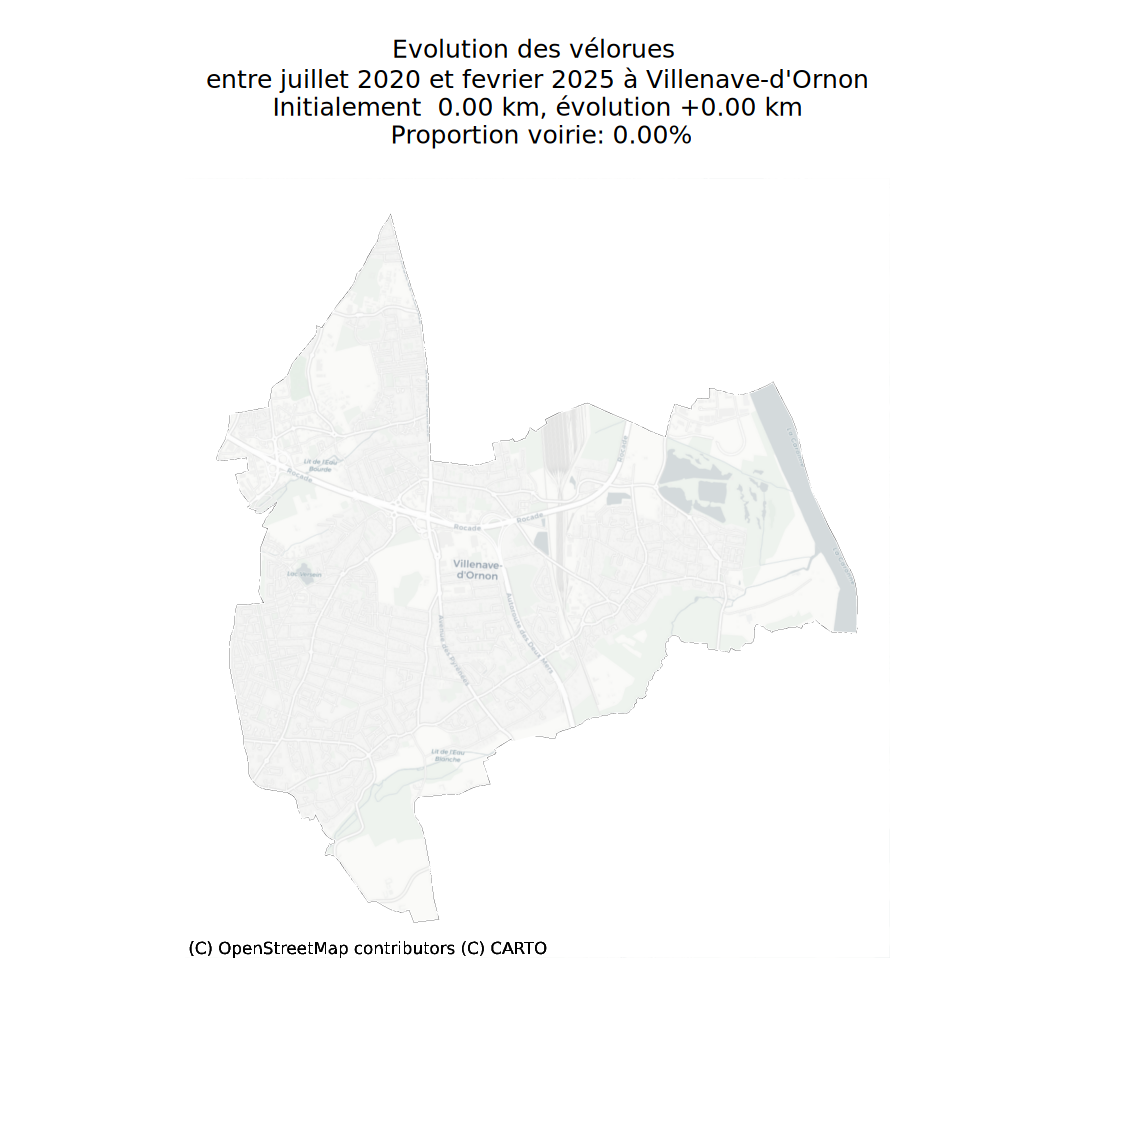 Evolution des vélorues
entre juillet 2020 et fevrier 2025 à Villenave-d'Ornon
Initialement  0.00 km, évolution +0.00 km
Proportion voirie: 0.00%
Rocade
Lit de l'Eau
Bourde
Rocade
Rocade
Rocade
La Garonne
La Garonne
Villenave-
d'Ornon
Autoroute des Deux Mers
Avenue des Pyrénées
Lit de l'Eau
Blanche
(C) OpenStreetMap contributors (C) CARTO